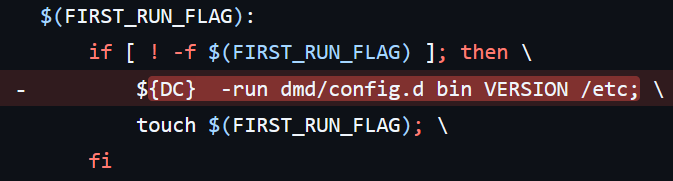 $(FIRST_RUN_FLAG):
if [ ! -f $(FIRST_RUN_FLAG) ]; then \
- ${DC}  -run dmd/config.d bin VERSION /etc; \
touch $(FIRST_RUN_FLAG); \
fi